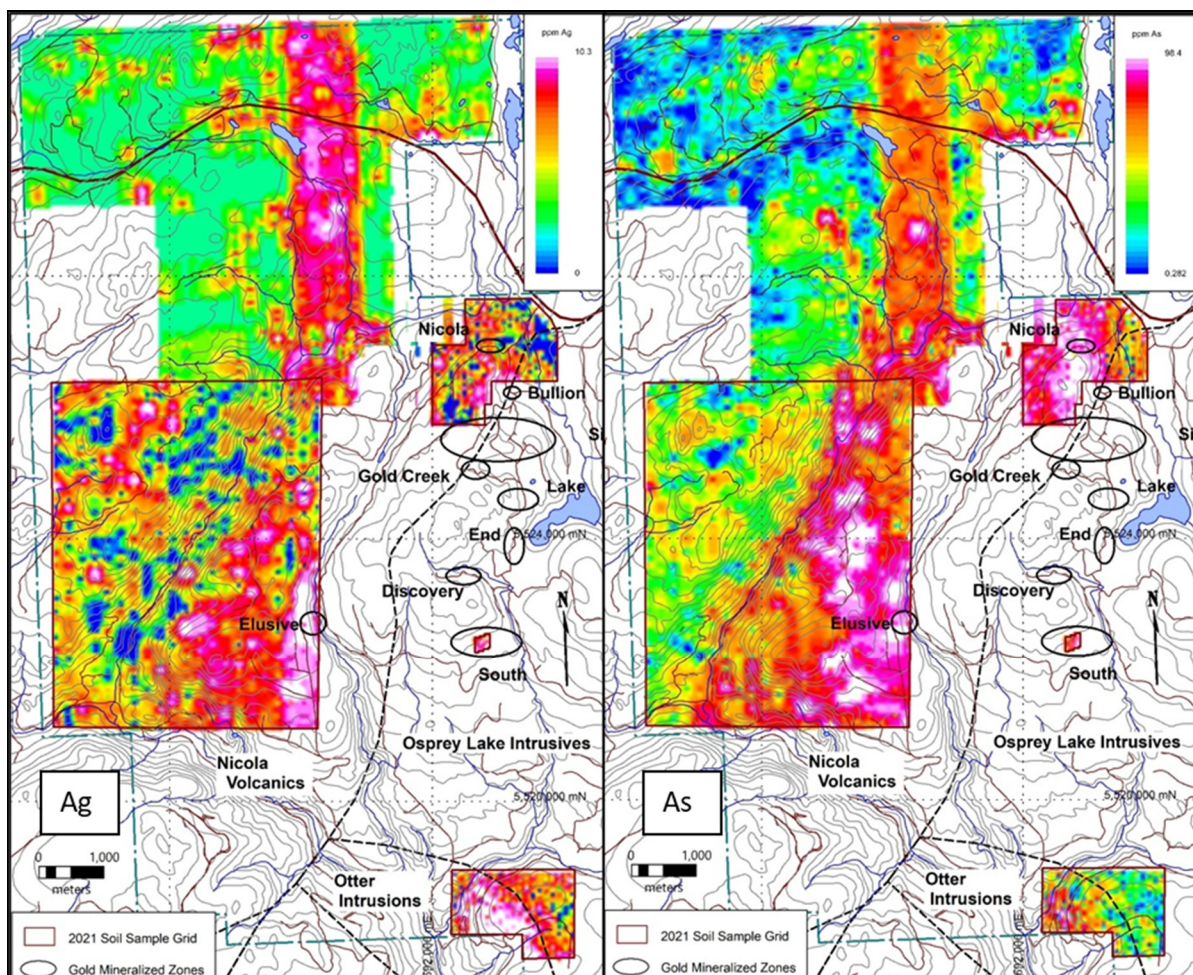 ppm Ag
10.3
0
Nicola
Bullion
Si
Gold Creek
Lake
End
5,524,000 mN
Discovery
Elusive
N
South
Osprey Lake Intrusives
Nicola
Volcanics
5,520,000 mN
Ag
0 1,000
meters
Otter
Intrusions
2021 Soil Sample Grid
Gold Mineralized Zones
ppm As
98.4
0.282
Nicola
Bullion
Si
Gold Creek
Lake
End
5,524,000 mN
Discovery
Elusive
N
South
Osprey Lake Intrusives
Nicola
Volcanics
5,520,000 mN
As
0 1,000
meters
Otter
Intrusions
2021 Soil Sample Grid
Gold Mineralized Zones